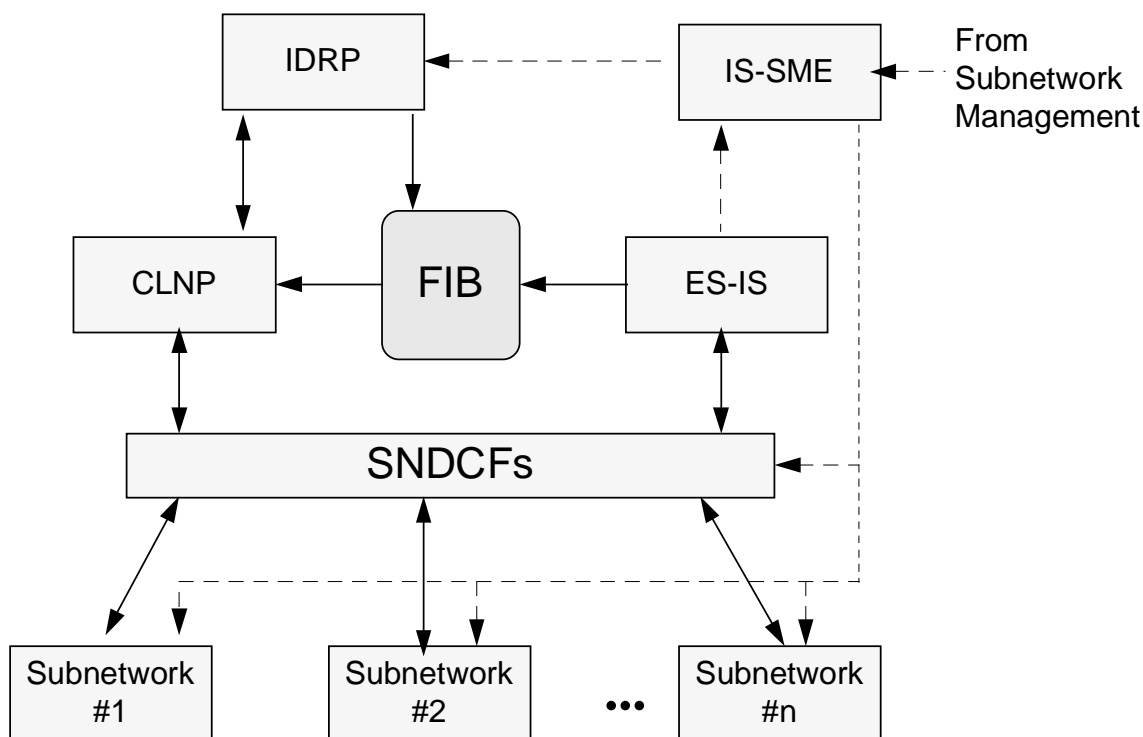 IDRP
IS-SME
From
Subnetwork
Management
CLNP
FIB
ES-IS
SNDCFs
Subnetwork
#1
Subnetwork
#2
•••
Subnetwork
#n